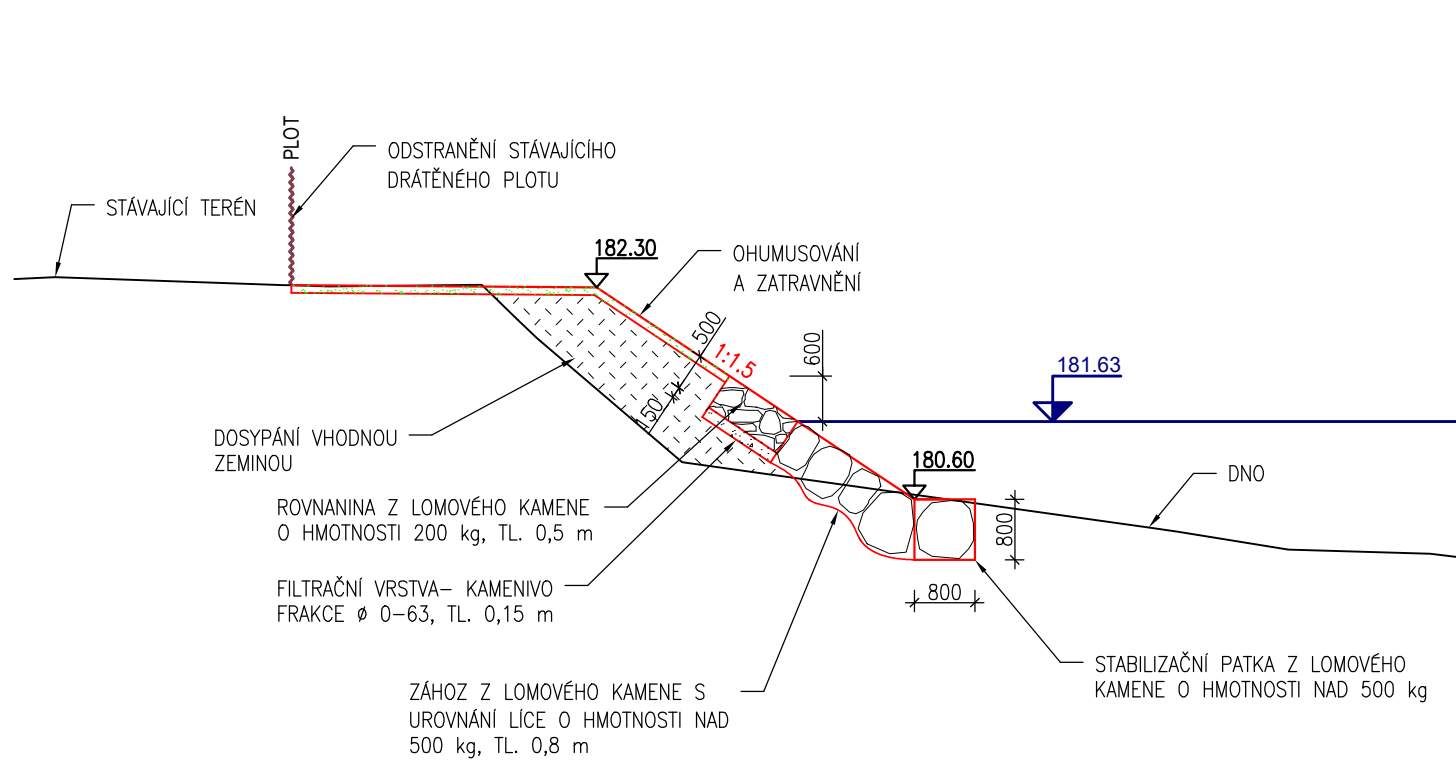 PLOT
ODSTRANĚNÍ STÁVAJÍCÍHO
DRÁTĚNÉHO PLOTU
STÁVAJÍCÍ TERÉN
182.30
OHUMUSOVÁNÍ
A ZATRAVNĚNÍ
500
1:1.5
600
181.63
150
DOSYPÁNÍ VHODNOU
ZEMINOU
180.60
DNO
ROVNANINA Z LOMOVÉHO KAMENE
O HMOTNOSTI 200 kg, TL. 0,5 m
800
FILTRAČNÍ VRSTVA– KAMENIVO
FRAKCE ø 0–63, TL. 0,15 m
800
STABILIZAČNÍ PATKA Z LOMOVÉHO
KAMENE O HMOTNOSTI NAD 500 kg
ZÁHOZ Z LOMOVÉHO KAMENE S
UROVNÁNÍ LÍCE O HMOTNOSTI NAD
500 kg, TL. 0,8 m